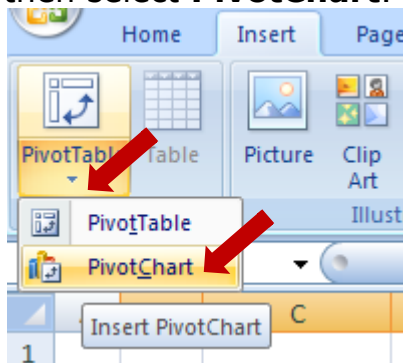 then select PivotChart.
Home Insert Page
PivotTable Table Picture Clip Art
Illust
PivotTable
PivotChart
Insert PivotChart
C
1